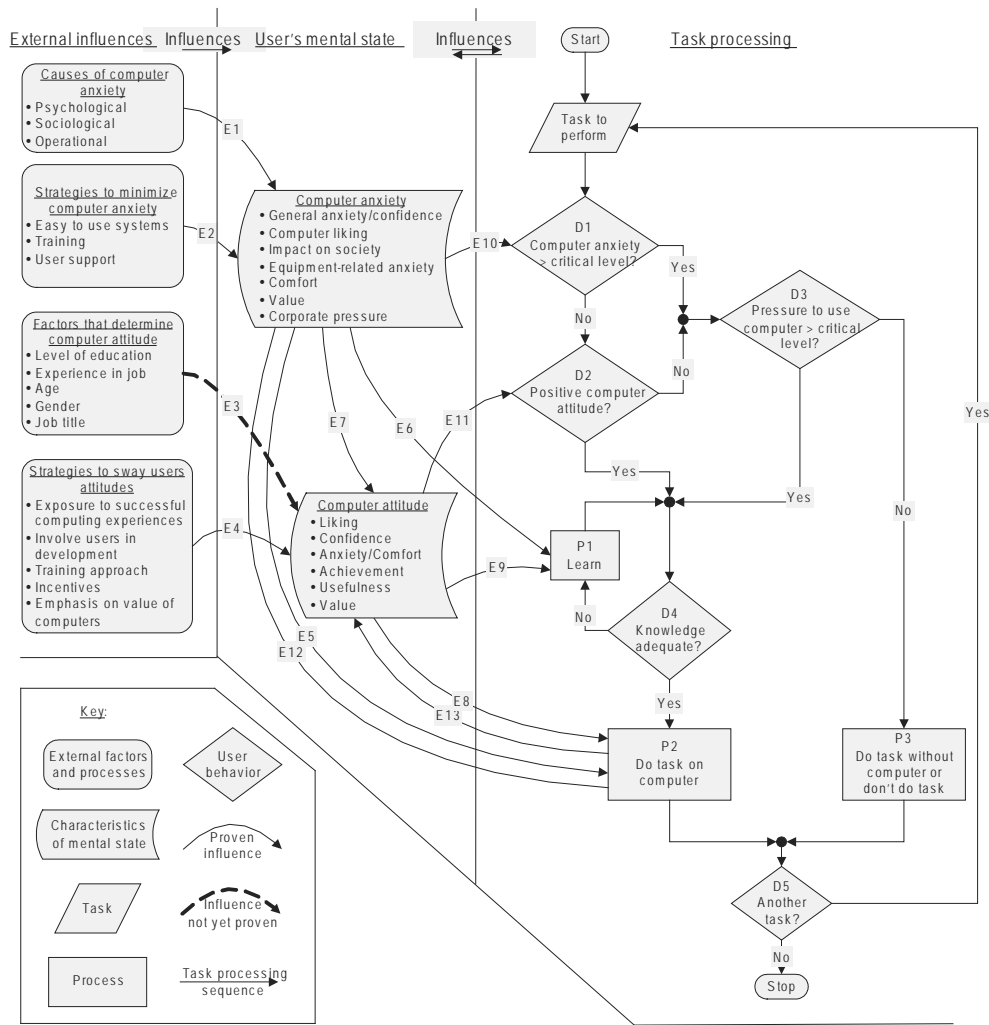 External influences
Influences
User's mental state
Influences
Task processing
Causes of computer
anxiety
• Psychological
• Sociological
• Operational
Strategies to minimize
computer anxiety
• Easy to use systems
• Training
• User support
Factors that determine
computer attitude
• Level of education
• Experience in job
• Age
• Gender
• Job title
Strategies to sway users
attitudes
• Exposure to successful
computing experiences
• Involve users in
development
• Training approach
• Incentives
• Emphasis on value of
computers
E1
E2
E3
E4
Computer anxiety
• General anxiety/confidence
• Computer liking
• Impact on society
• Equipment-related anxiety
• Comfort
• Value
• Corporate pressure
Computer attitude
• Liking
• Confidence
• Anxiety/Comfort
• Achievement
• Usefulness
• Value
E10
E11
E7
E6
E9
E5
E12
E8
E13
Start
Task to
perform
D1
Computer anxiety
> critical level?
Yes
No
D2
Positive computer
attitude?
No
Yes
D3
Pressure to use
computer > critical
level?
Yes
No
Yes
P1
Learn
No
D4
Knowledge
adequate?
Yes
P2
Do task on
computer
P3
Do task without
computer or
don't do task
D5
Another
task?
No
Stop
Key:
External factors
and processes
User
behavior
Characteristics
of mental state
Proven
influence
Task
Influence
not yet proven
Process
Task processing
sequence